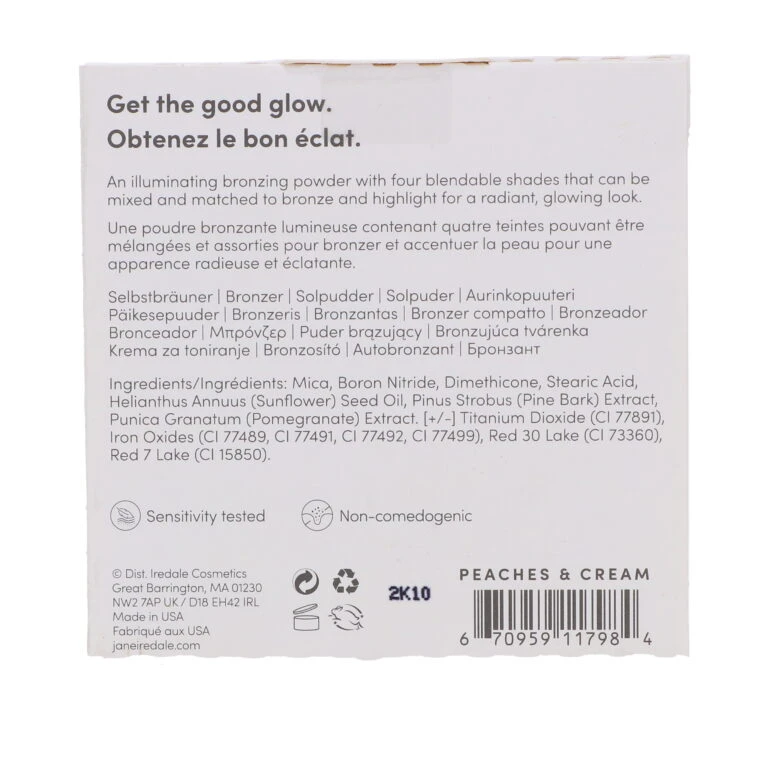 Get the good glow.
Obtenez le bon éclat.
An illuminating bronzing powder with four blendable shades that can be
mixed and matched to bronze and highlight for a radiant, glowing look.
Une poudre bronzante lumineuse contenant quatre teintes pouvant être
mélangées et assorties pour bronzer et accentuer la peau pour une
apparence radieuse et éclatante.
Selbstbräuner | Bronzer | Solpudder | Solpuder | Aurinkopuuteri
Päikesepuuder | Bronzeris | Bronzantas | Bronzer compatto | Bronzeador
Bronceador | Μπρόνζερ | Puder brązujący | Bronzujúca tvárenka
Krema za toniranje | Bronzosító | Autobronzant | Бронзант
Ingredients/Ingrédients: Mica, Boron Nitride, Dimethicone, Stearic Acid,
Helianthus Annuus (Sunflower) Seed Oil, Pinus Strobus (Pine Bark) Extract,
Punica Granatum (Pomegranate) Extract. [+/-] Titanium Dioxide (CI 77891),
Iron Oxides (CI 77489, CI 77491, CI 77492, CI 77499), Red 30 Lake (CI 73360),
Red 7 Lake (CI 15850).
Sensitivity tested
Non-comedogenic
© Dist. Iredale Cosmetics
Great Barrington, MA 01230
NW2 7AP UK / D18 EH42 IRL
Made in USA
Fabriqué aux USA
janeiredale.com
2K10
PEACHES & CREAM
6 70959 11798 4